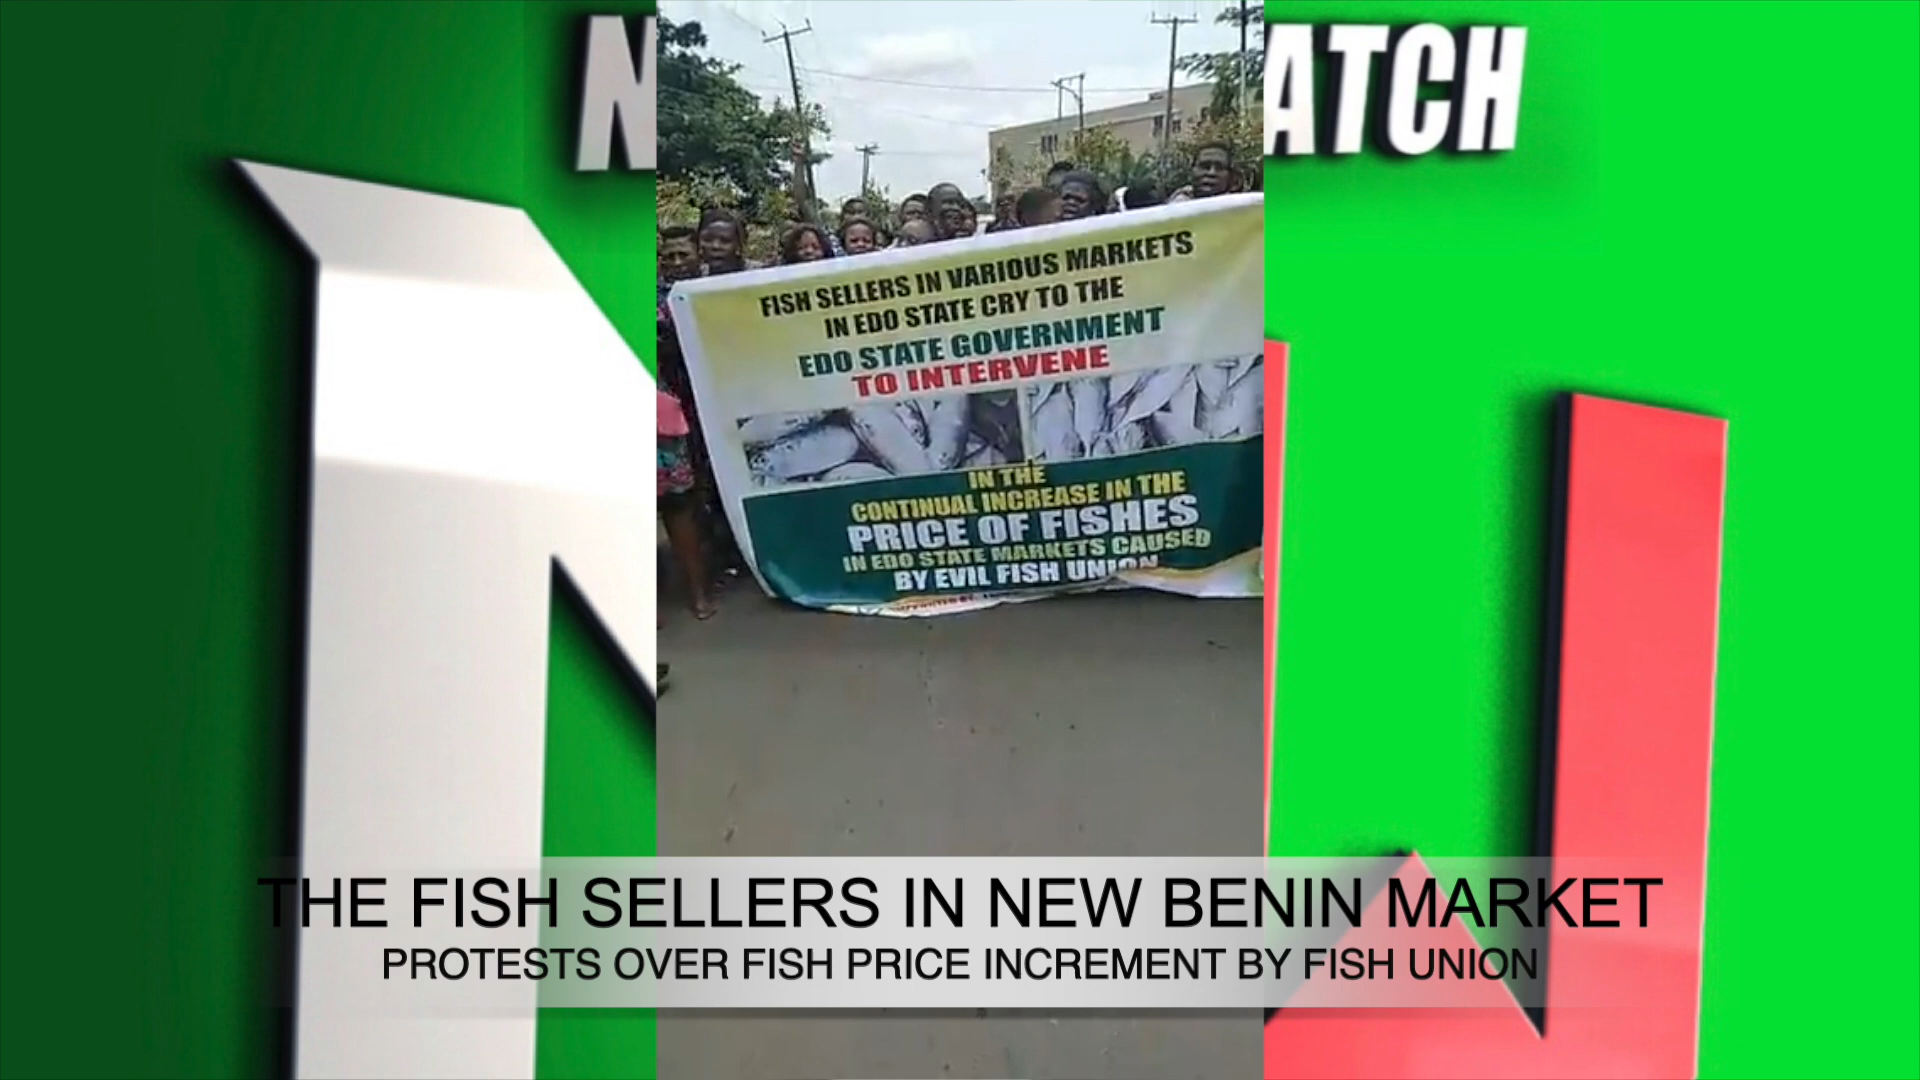 ATCH
FISH SELLERS IN VARIOUS MARKETS
IN EDO STATE CRY TO THE
EDO STATE GOVERNMENT
TO INTERVENE
IN THE
CONTINUAL INCREASE IN THE
PRICE OF FISHES
IN EDO STATE MARKETS CAUSED
BY EVIL FISH UNION
THE FISH SELLERS IN NEW BENIN MARKET
PROTESTS OVER FISH PRICE INCREMENT BY FISH UNION